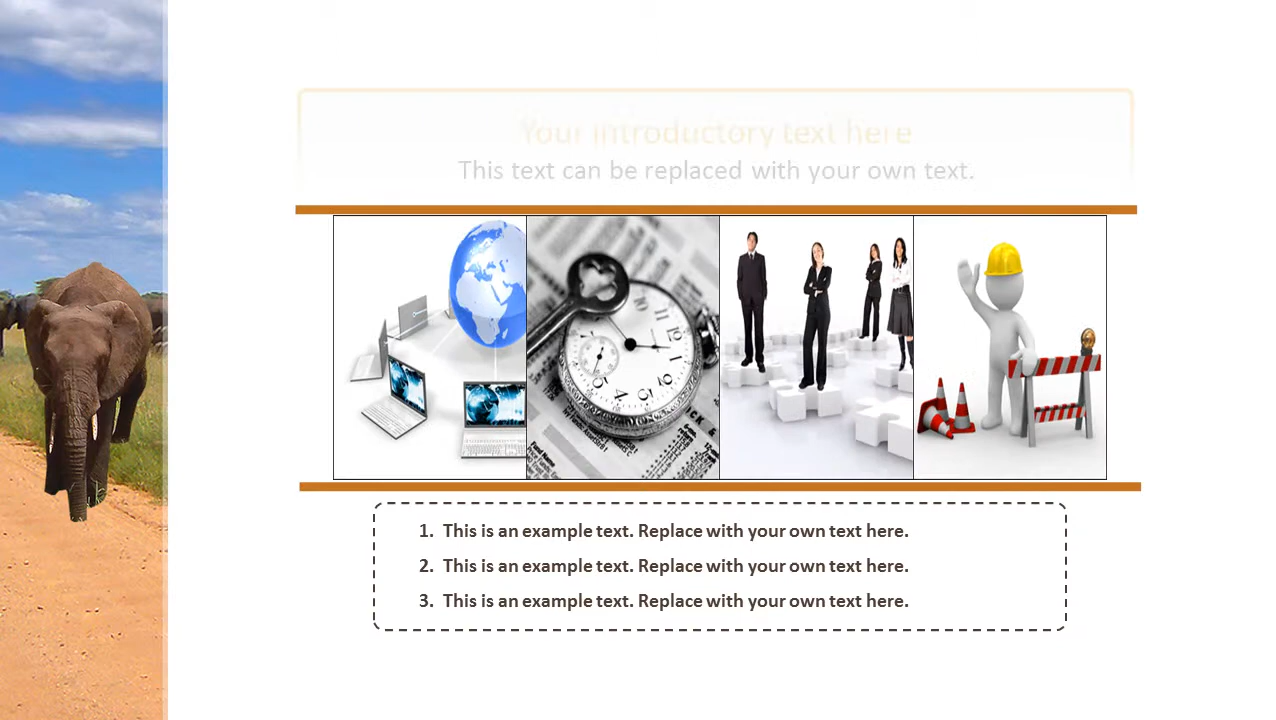 Your introductory text here
This text can be replaced with your own text.
1. This is an example text. Replace with your own text here.
2. This is an example text. Replace with your own text here.
3. This is an example text. Replace with your own text here.